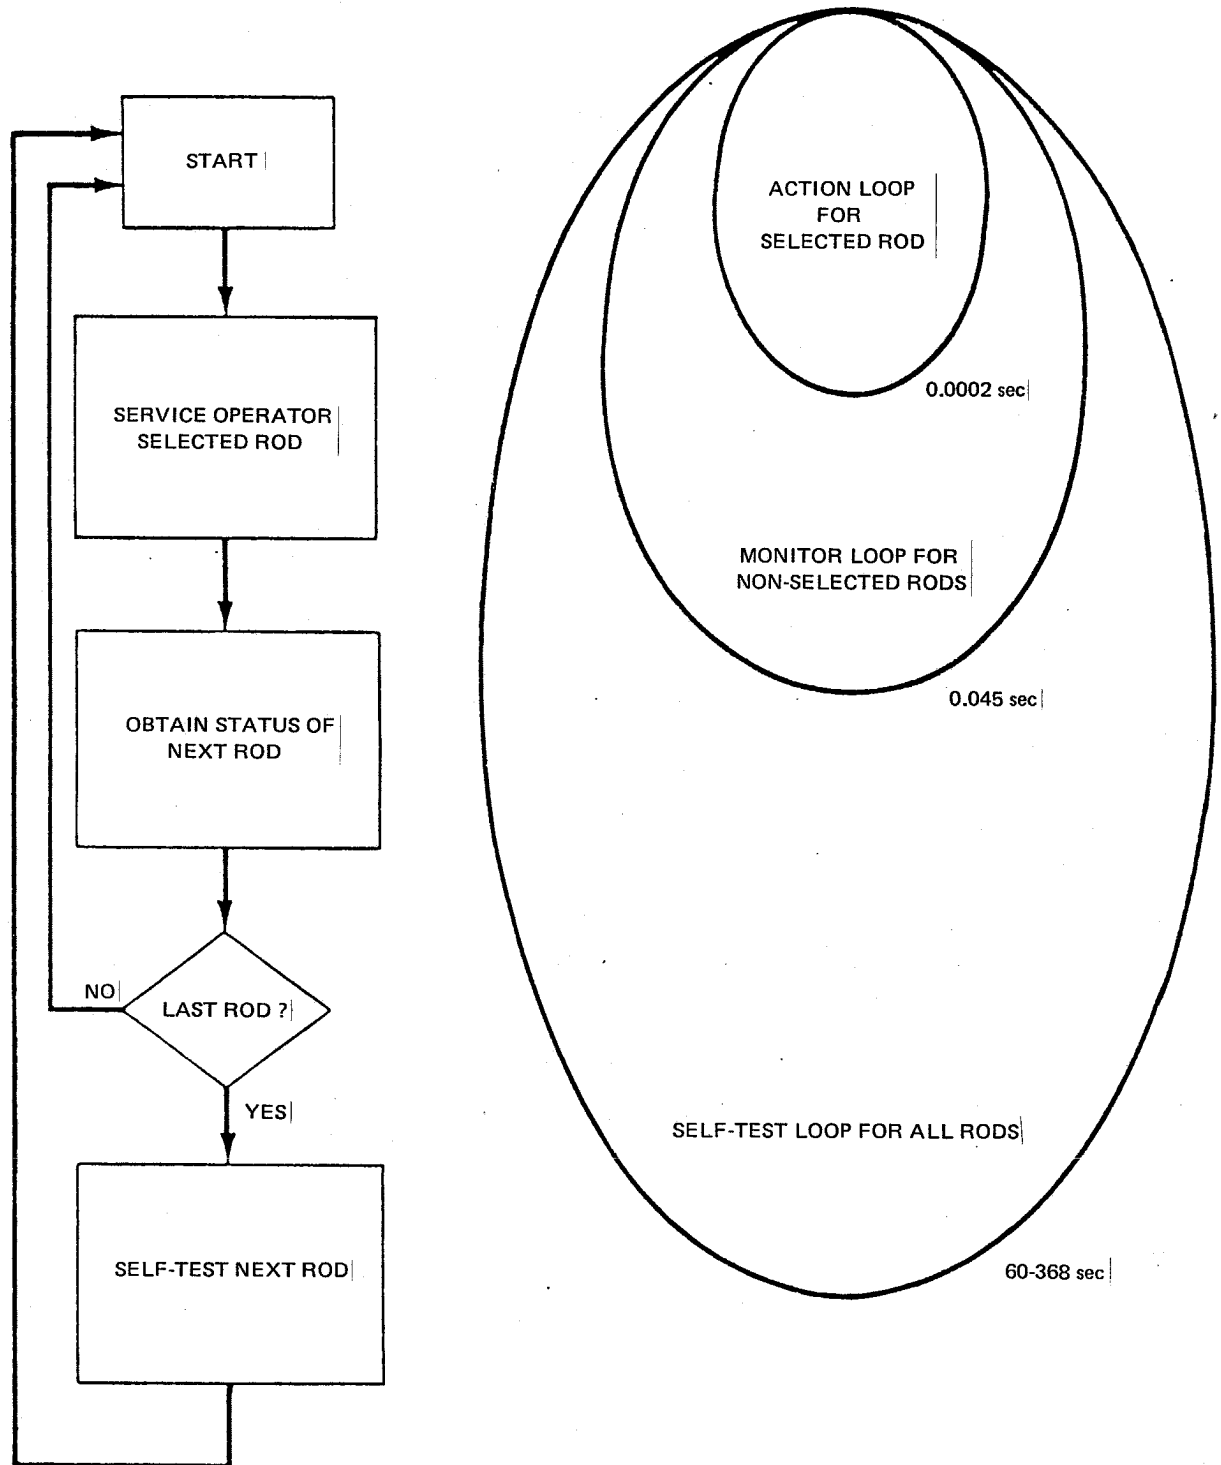 START
SERVICE OPERATOR
SELECTED ROD
OBTAIN STATUS OF
NEXT ROD
LAST ROD ?
NO
YES
SELF-TEST NEXT ROD
ACTION LOOP
FOR
SELECTED ROD
0.0002 sec
MONITOR LOOP FOR
NON-SELECTED RODS
0.045 sec
SELF-TEST LOOP FOR ALL RODS
60-368 sec